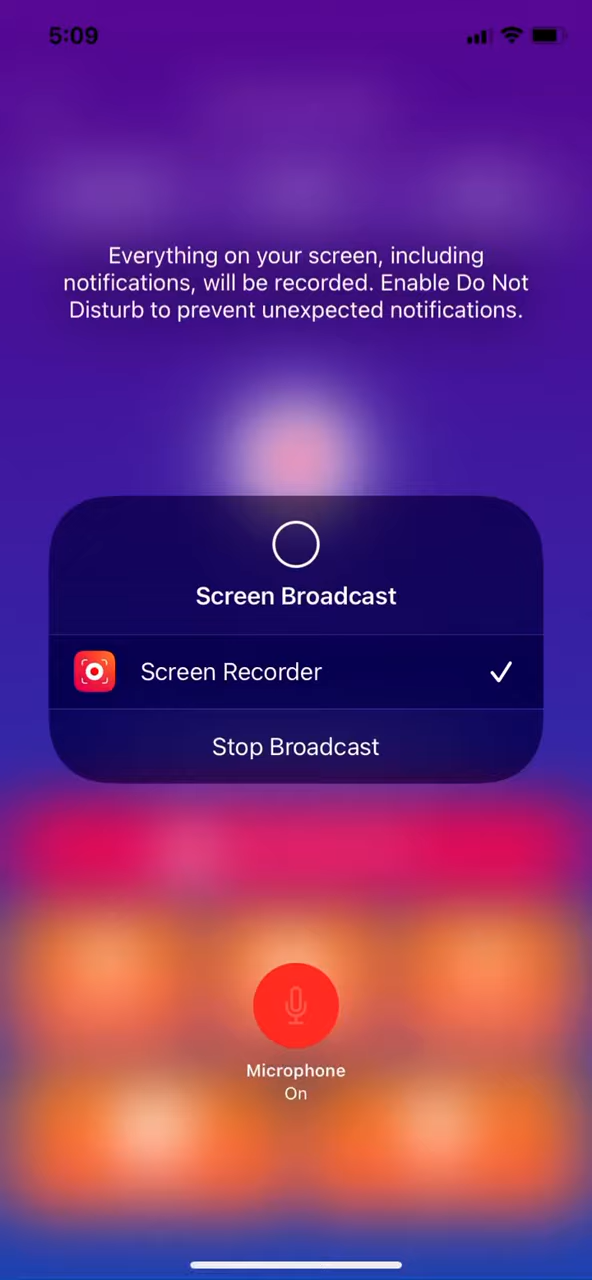 5:09
Everything on your screen, including
notifications, will be recorded. Enable Do Not
Disturb to prevent unexpected notifications.
Screen Broadcast
Screen Recorder
Stop Broadcast
Microphone
On